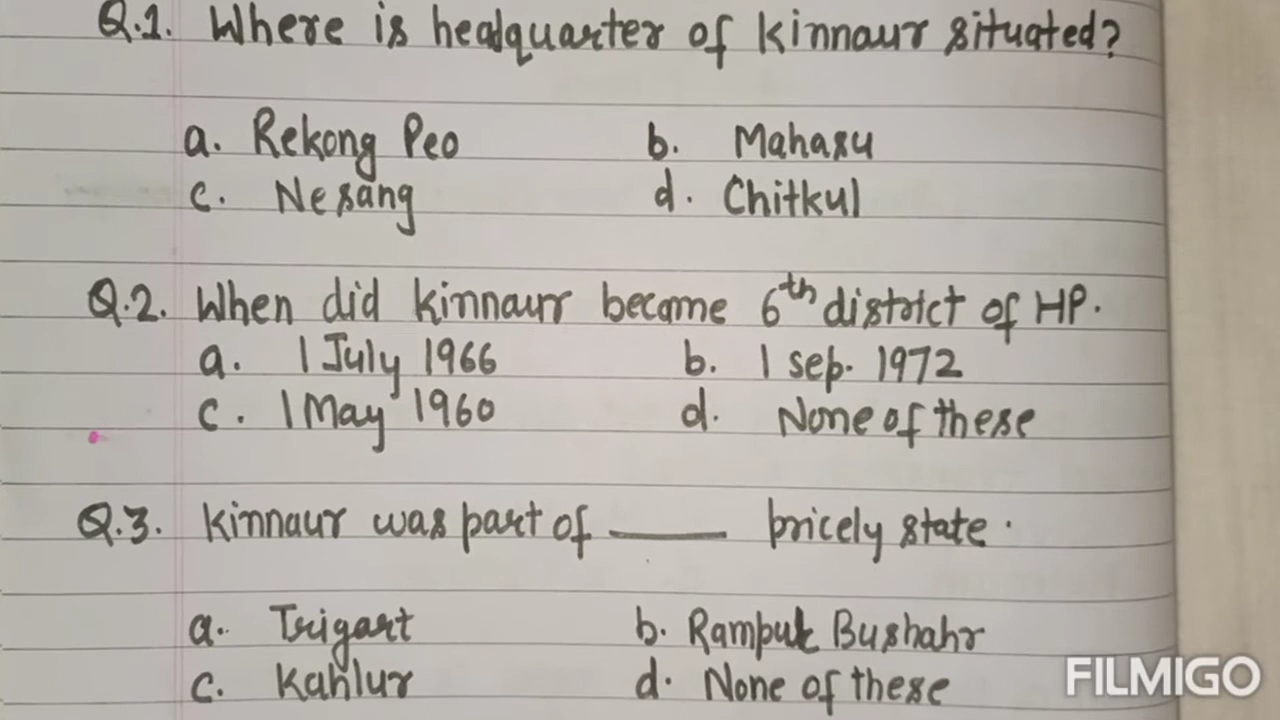 Q.1. Where is headquarter of Kinnaur situated?
a. Rekong Peo b. Mahasu
c. Nesang d. Chitkul
Q.2. When did Kinnaur become 6th district of HP.
a. 1 July 1966 b. 1 sep. 1972
c. 1 May 1960 d. None of these
Q.3. Kinnaur was part of ____ pricely state.
a. Trigart b. Rampur Bushahr
c. Kahlur d. None of these
FILMIGO